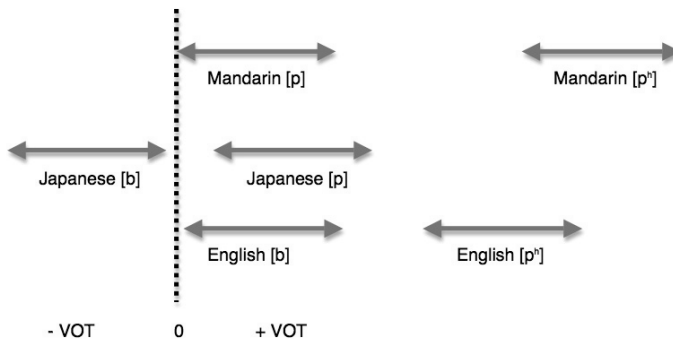 Mandarin [p]
Mandarin [pʰ]
Japanese [b]
Japanese [p]
English [b]
English [pʰ]
- VOT
0
+ VOT